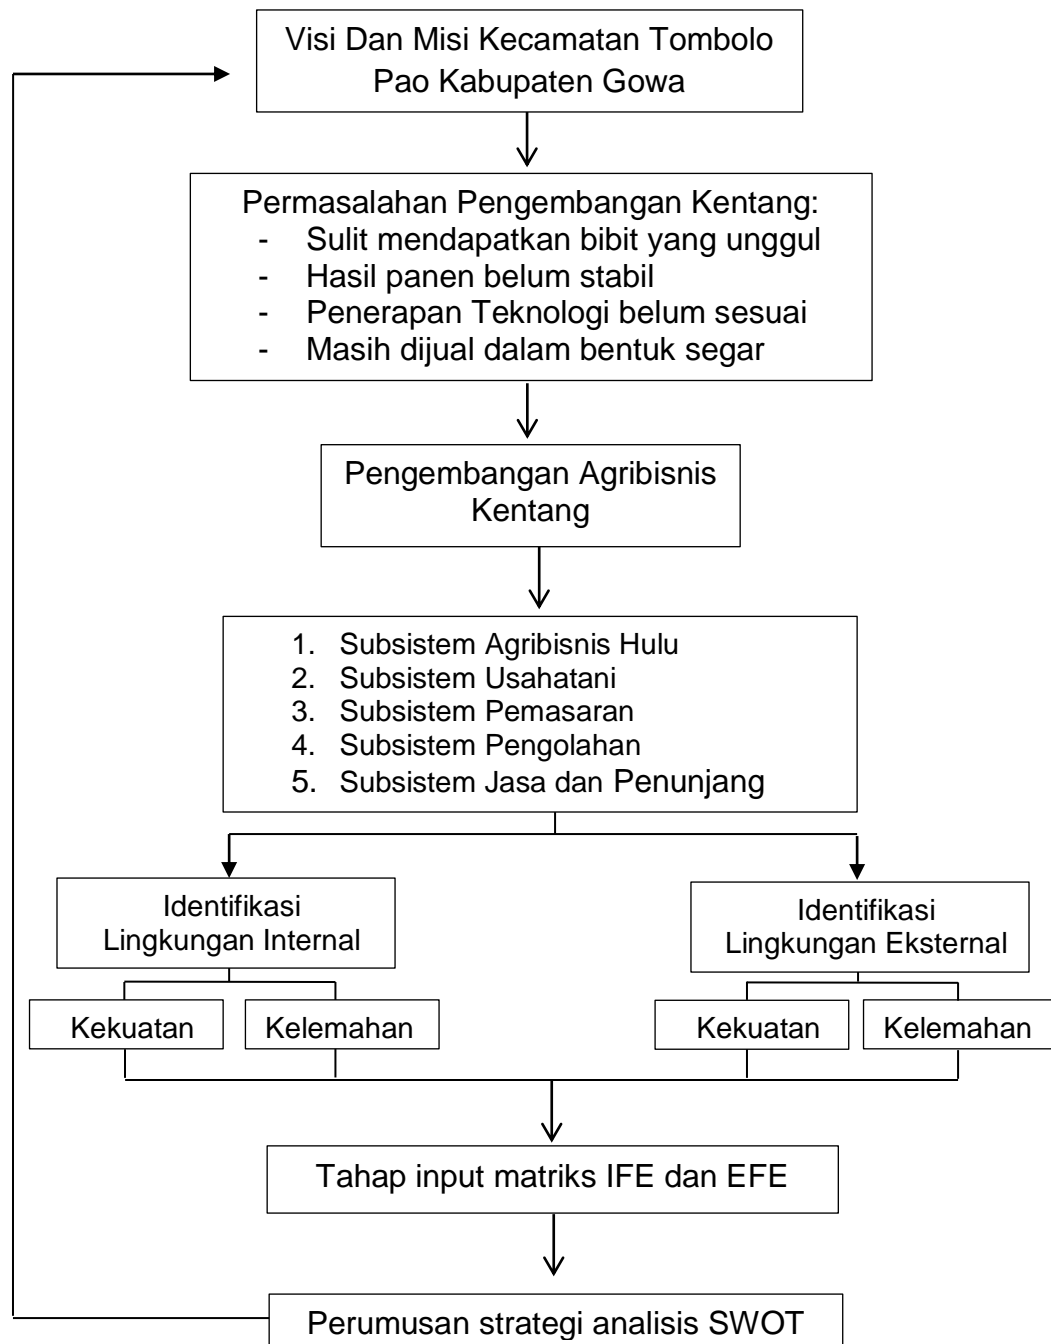 Visi Dan Misi Kecamatan Tombolo
Pao Kabupaten Gowa
Permasalahan Pengembangan Kentang:
- Sulit mendapatkan bibit yang unggul
- Hasil panen belum stabil
- Penerapan Teknologi belum sesuai
- Masih dijual dalam bentuk segar
Pengembangan Agribisnis
Kentang
1. Subsistem Agribisnis Hulu
2. Subsistem Usahatani
3. Subsistem Pemasaran
4. Subsistem Pengolahan
5. Subsistem Jasa dan Penunjang
Identifikasi
Lingkungan Internal
Identifikasi
Lingkungan Eksternal
Kekuatan
Kelemahan
Kekuatan
Kelemahan
Tahap input matriks IFE dan EFE
Perumusan strategi analisis SWOT